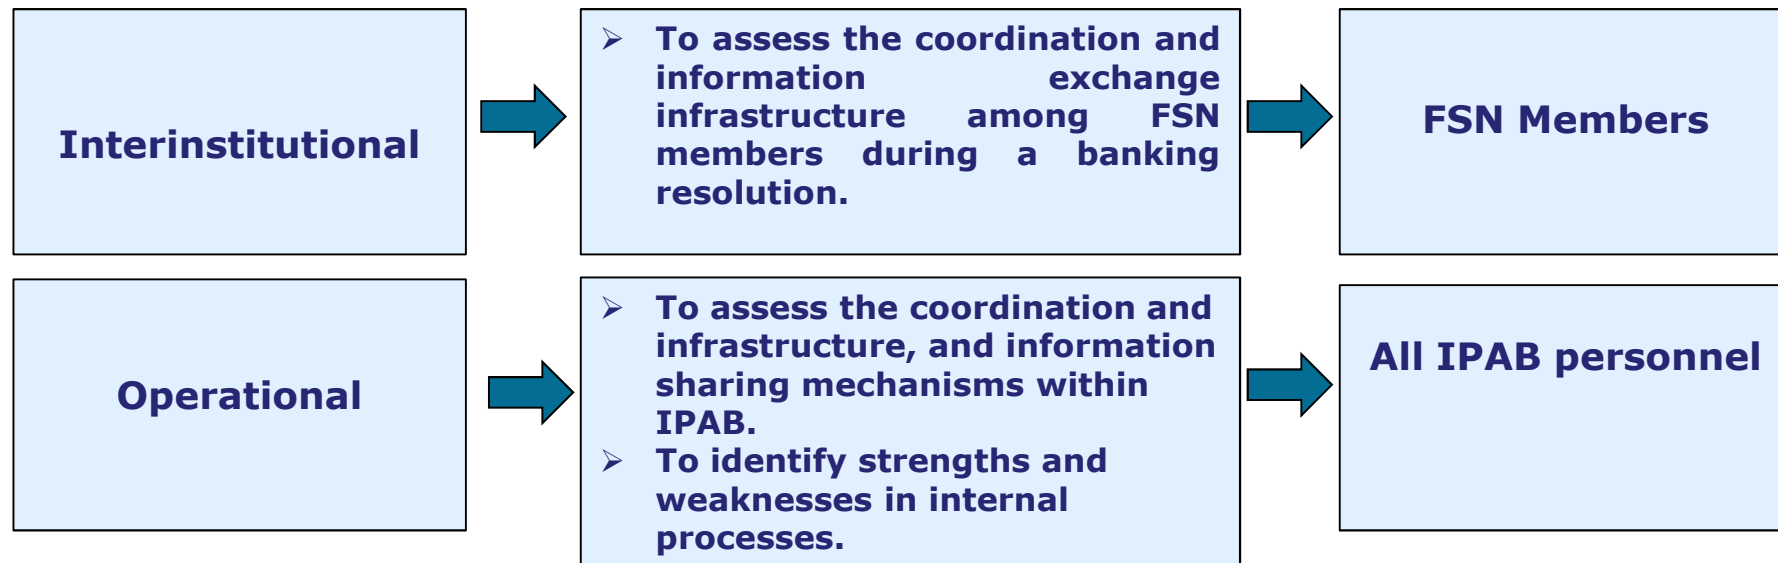 Interinstitutional
➢ To assess the coordination and
information exchange
infrastructure among FSN
members during a banking
resolution.
FSN Members
Operational
➢ To assess the coordination and
infrastructure, and information
sharing mechanisms within
IPAB.
➢ To identify strengths and
weaknesses in internal
processes.
All IPAB personnel